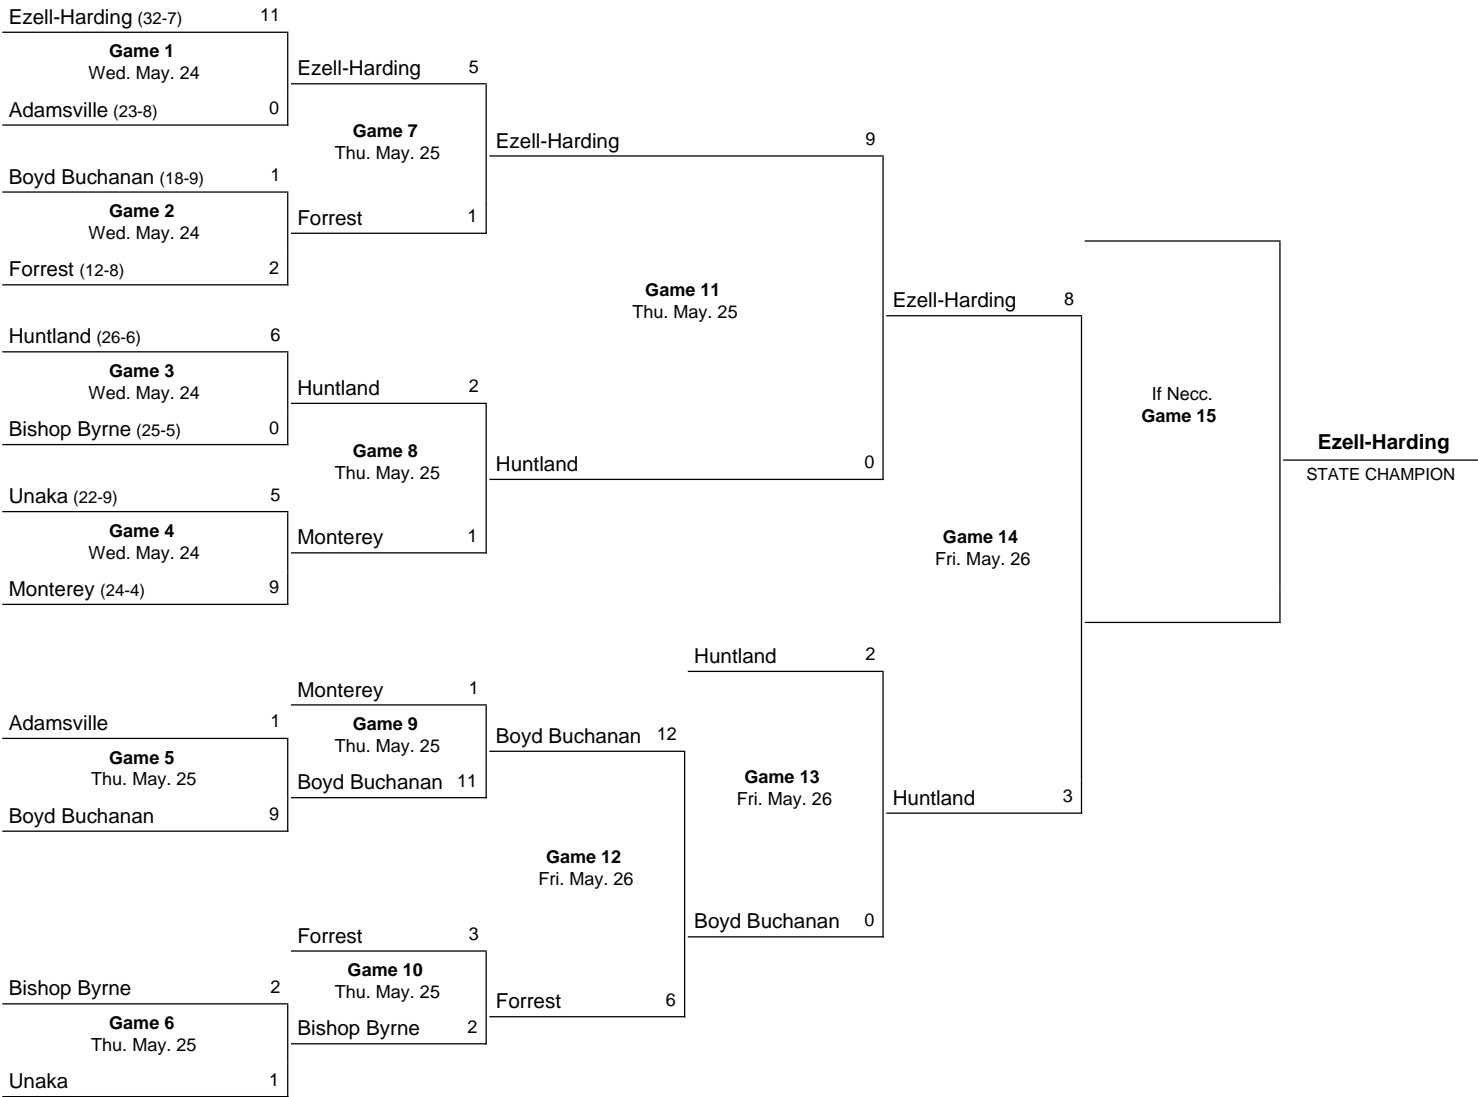 Ezell-Harding (32-7) 11
Game 1
Wed. May. 24
Adamsville (23-8) 0
Boyd Buchanan (18-9) 1
Game 2
Wed. May. 24
Forrest (12-8) 2
Huntland (26-6) 6
Game 3
Wed. May. 24
Bishop Byrne (25-5) 0
Unaka (22-9) 5
Game 4
Wed. May. 24
Monterey (24-4) 9
Adamsville 1
Game 5
Thu. May. 25
Boyd Buchanan 9
Bishop Byrne 2
Game 6
Thu. May. 25
Unaka 1
Ezell-Harding 5
Game 7
Thu. May. 25
Forrest 1
Huntland 2
Game 8
Thu. May. 25
Monterey 1
Monterey 1
Game 9
Thu. May. 25
Boyd Buchanan 11
Forrest 3
Game 10
Thu. May. 25
Bishop Byrne 2
Ezell-Harding 9
Game 11
Thu. May. 25
Huntland 0
Boyd Buchanan 12
Game 12
Fri. May. 26
Forrest 6
Huntland 2
Game 13
Fri. May. 26
Boyd Buchanan 0
Ezell-Harding 8
Game 14
Fri. May. 26
Huntland 3
If Necc.
Game 15
Ezell-Harding
STATE CHAMPION